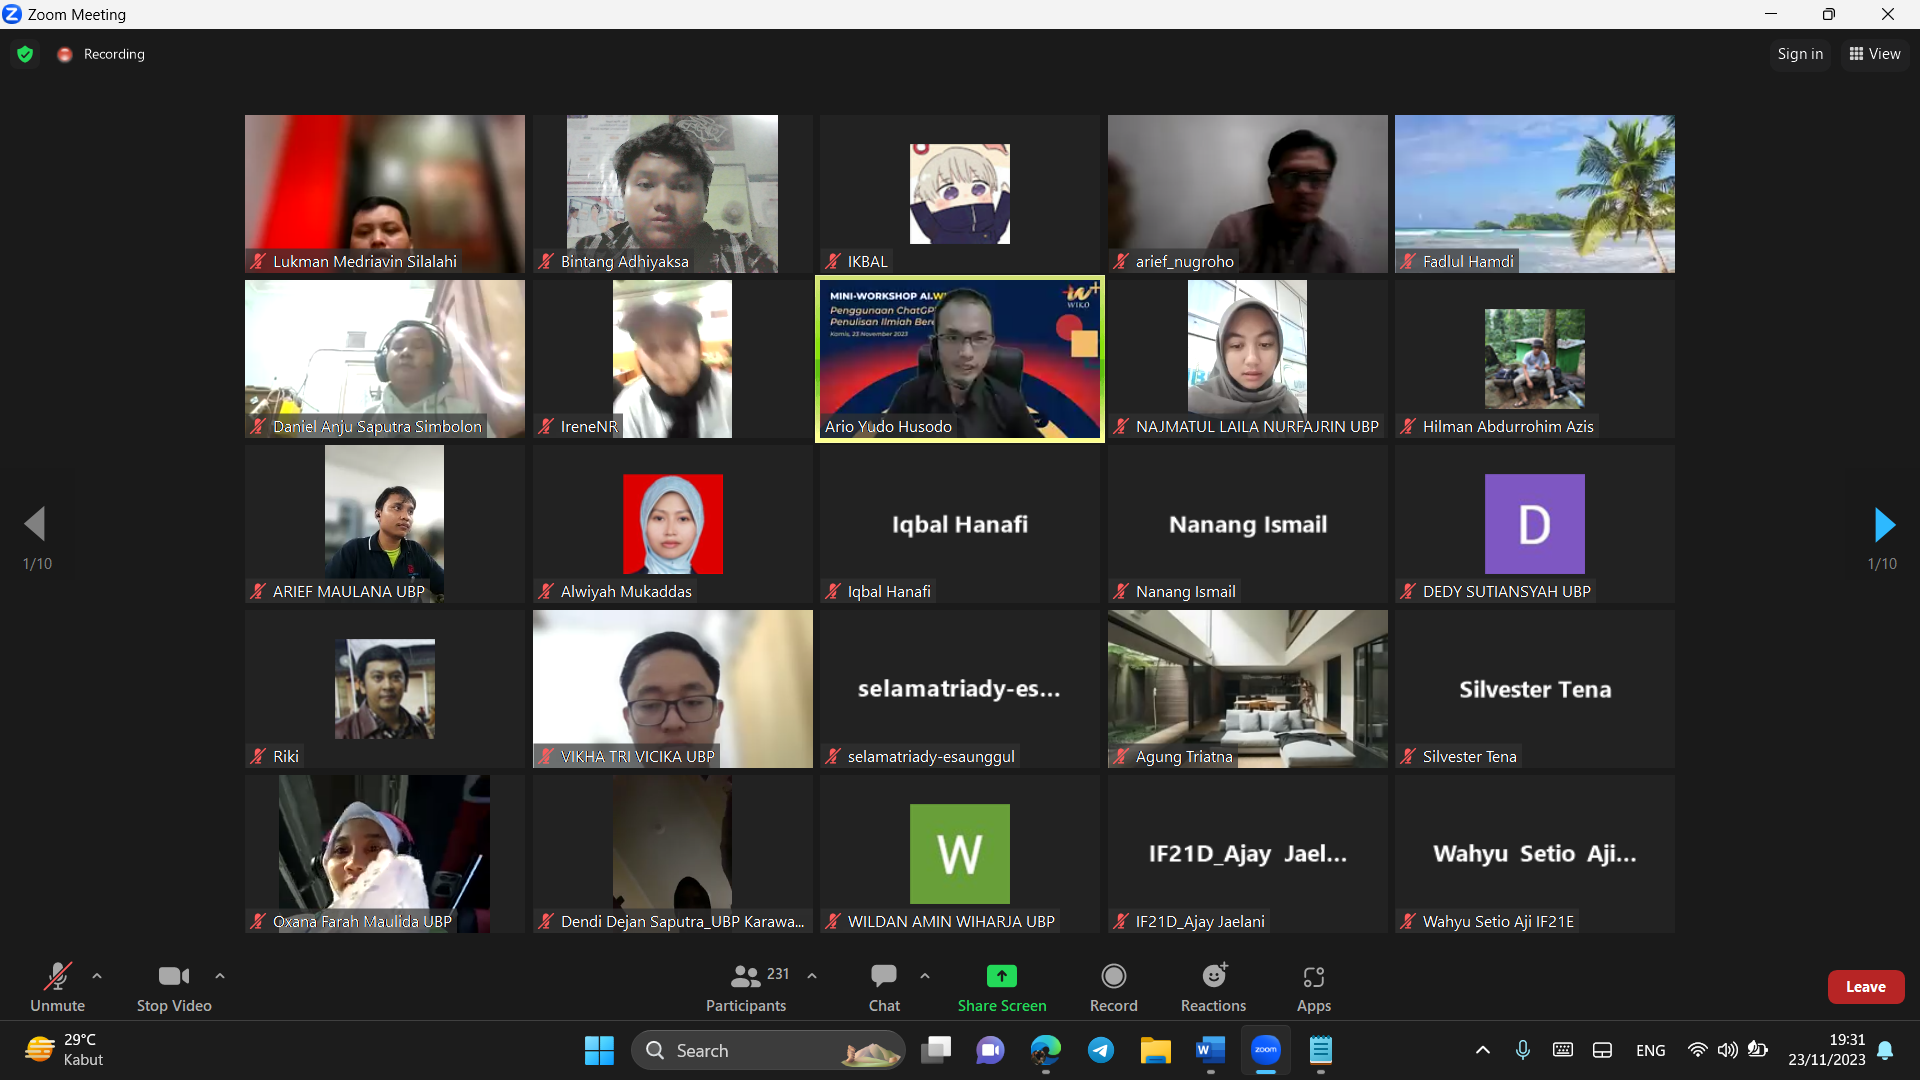 Zoom Meeting
Recording
Sign in
View
Lukman Medriavin Silalahi
Bintang Adhiyaksa
IKBAL
arief_nugroho
Fadlul Hamdi
MINI-WORKSHOP AI.W
Penggunaan ChatGP
Penulisan Ilmiah Bere
Kamis, 23 November 2023
WIKO
Daniel Anju Saputra Simbolon
IreneNR
Ario Yudo Husodo
NAJMATUL LAILA NURFAJRIN UBP
Hilman Abdurrohim Azis
Iqbal Hanafi
Nanang Ismail
D
1/10
1/10
ARIEF MAULANA UBP
Alwiyah Mukaddas
Iqbal Hanafi
Nanang Ismail
DEDY SUTIANSYAH UBP
selamatriady-es...
Silvester Tena
Riki
VIKHA TRI VICIKA UBP
selamatriady-esaunggul
Agung Triatna
Silvester Tena
W
IF21D_Ajay Jael...
Wahyu Setio Aji...
Oxana Farah Maulida UBP
Dendi Dejan Saputra_UBP Karawa...
WILDAN AMIN WIHARJA UBP
IF21D_Ajay Jaelani
Wahyu Setio Aji IF21E
Unmute
Stop Video
231
Participants
Chat
Share Screen
Record
Reactions
Apps
Leave
29°C
Kabut
Search
W
zoom
ENG
19:31
23/11/2023